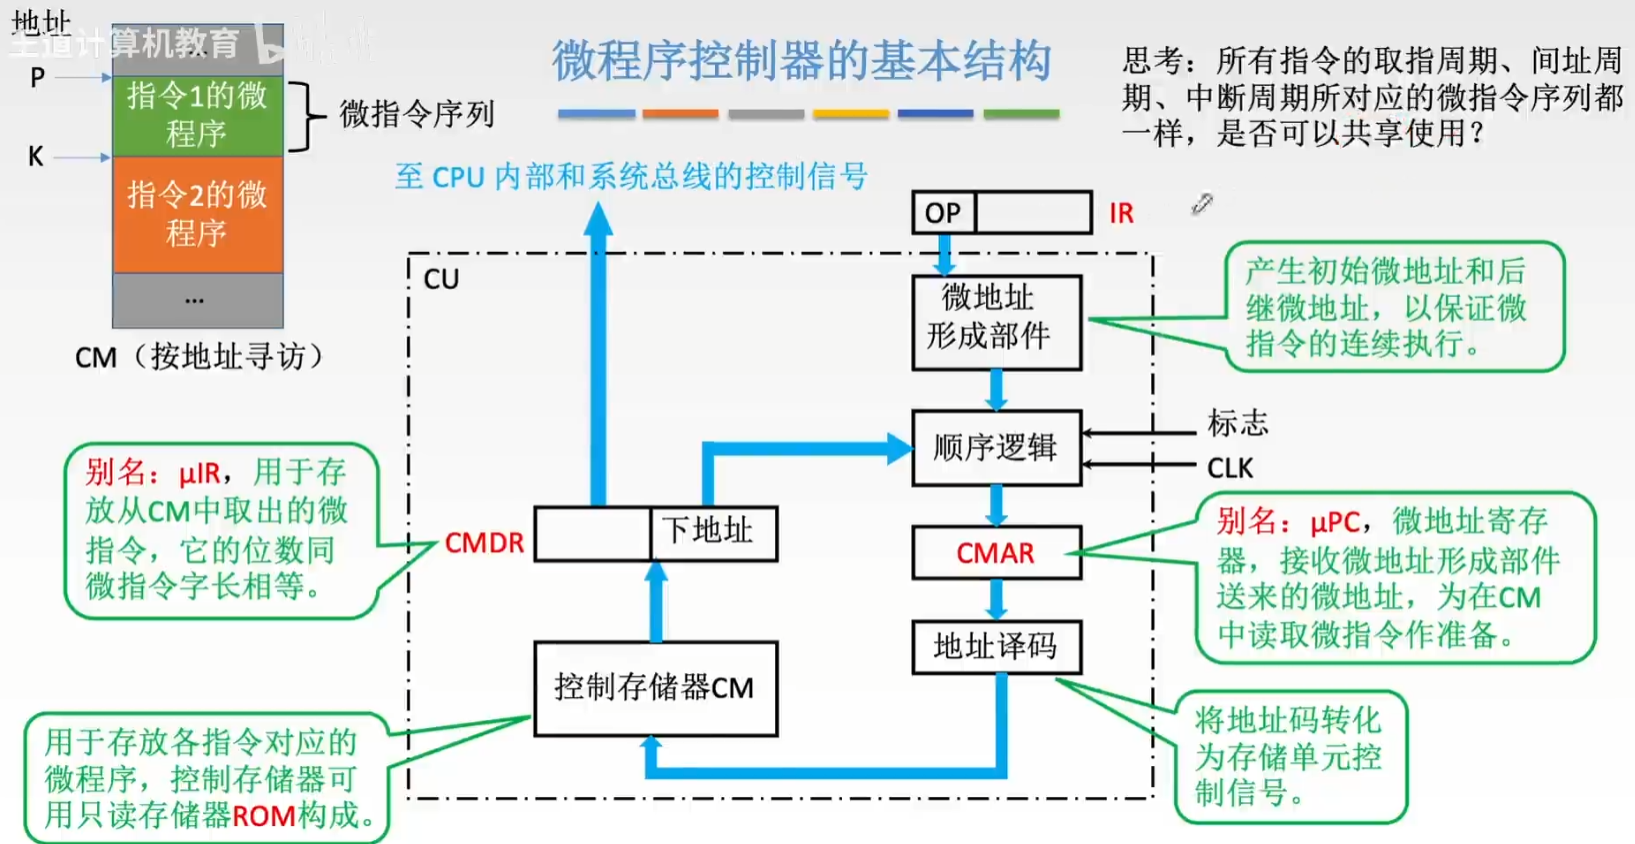 地址
王道计算机教育
...
P
指令1的微
程序
微指令序列
K
指令2的微
程序
...
CM（按地址寻访）
微程序控制器的基本结构
思考：所有指令的取指周期、间址周
期、中断周期所对应的微指令序列都
一样，是否可以共享使用？
至 CPU 内部和系统总线的控制信号
OP
IR
CU
微地址
形成部件
产生初始微地址和后
继微地址，以保证微
指令的连续执行。
顺序逻辑
标志
CLK
别名：μIR，用于存
放从CM中取出的微
指令，它的位数同
微指令字长相等。
CMDR
下地址
CMAR
别名：μPC，微地址寄存
器，接收微地址形成部件
送来的微地址，为在CM
中读取微指令作准备。
地址译码
控制存储器CM
将地址码转化
为存储单元控
制信号。
用于存放各指令对应的
微程序，控制存储器可
用只读存储器ROM构成。